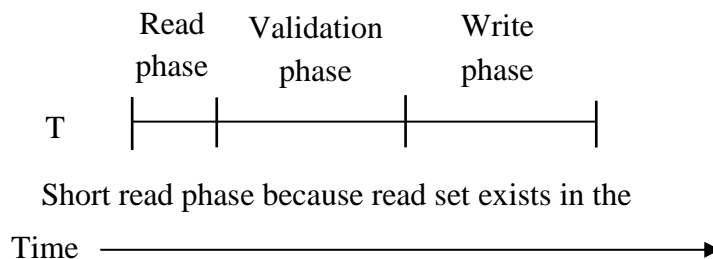 Read phase
Validation phase
Write phase
T
Short read phase because read set exists in the
Time